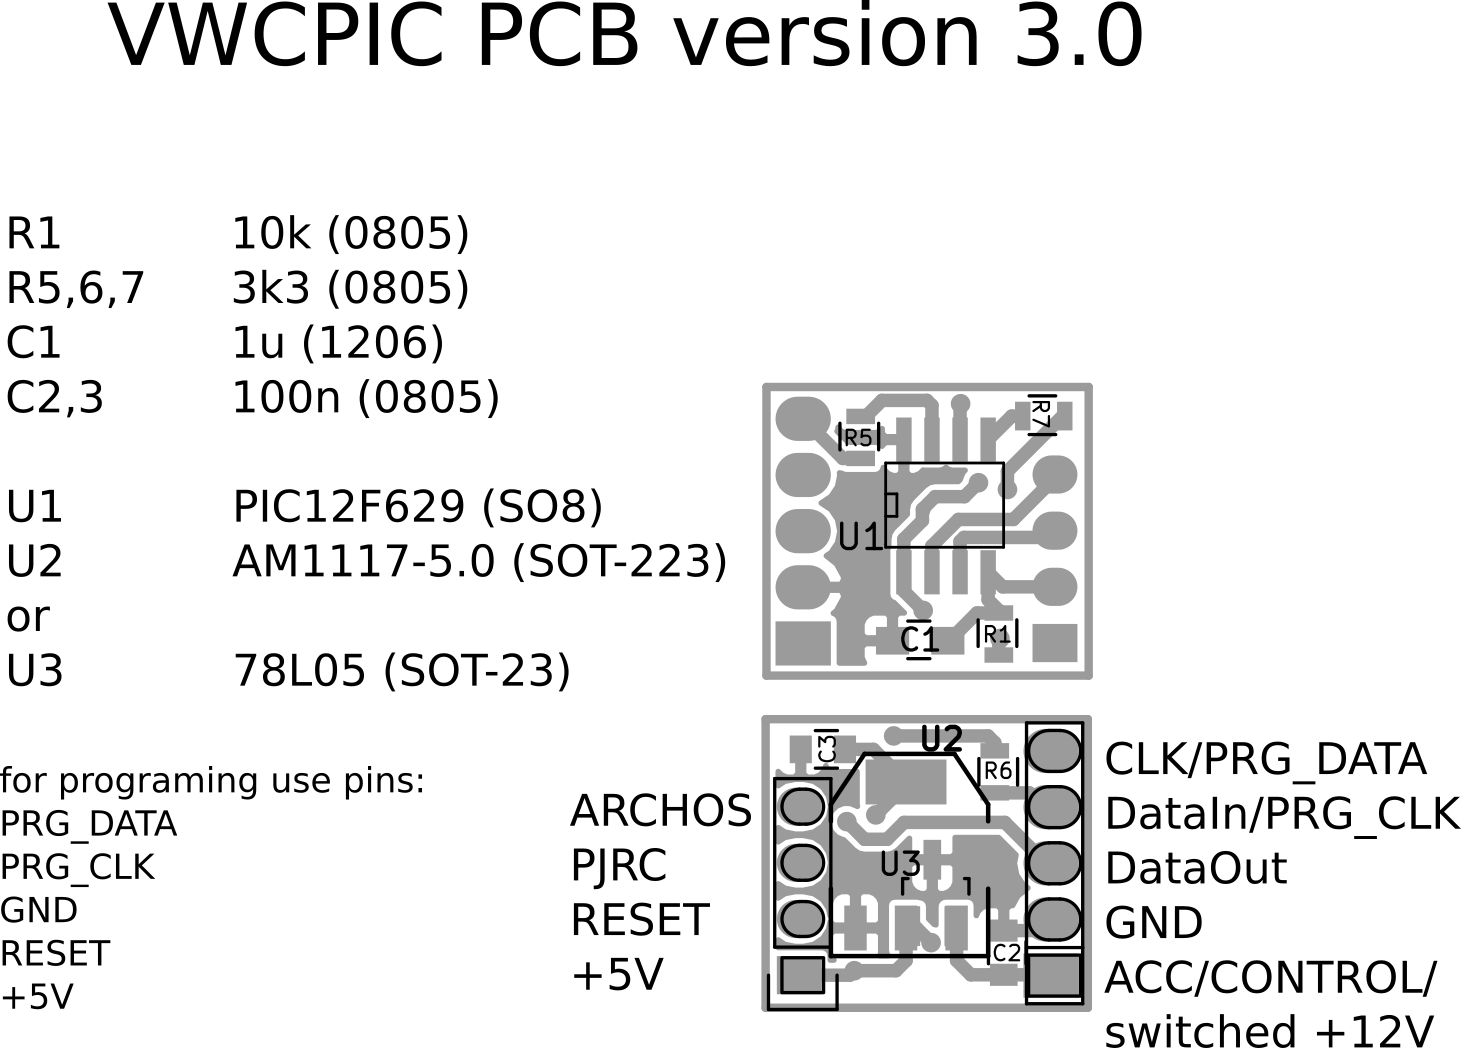 VWCPIC PCB version 3.0
R1 10k (0805)
R5,6,7 3k3 (0805)
C1 1u (1206)
C2,3 100n (0805)
U1 PIC12F629 (SO8)
U2 AM1117-5.0 (SOT-223)
or
U3 78L05 (SOT-23)
R7
R5
U1
C1
R1
for programing use pins:
PRG_DATA
PRG_CLK
GND
RESET
+5V
ARCHOS
PJRC
RESET
+5V
C3
U2
R6
U3
C2
CLK/PRG_DATA
DataIn/PRG_CLK
DataOut
GND
ACC/CONTROL/
switched +12V